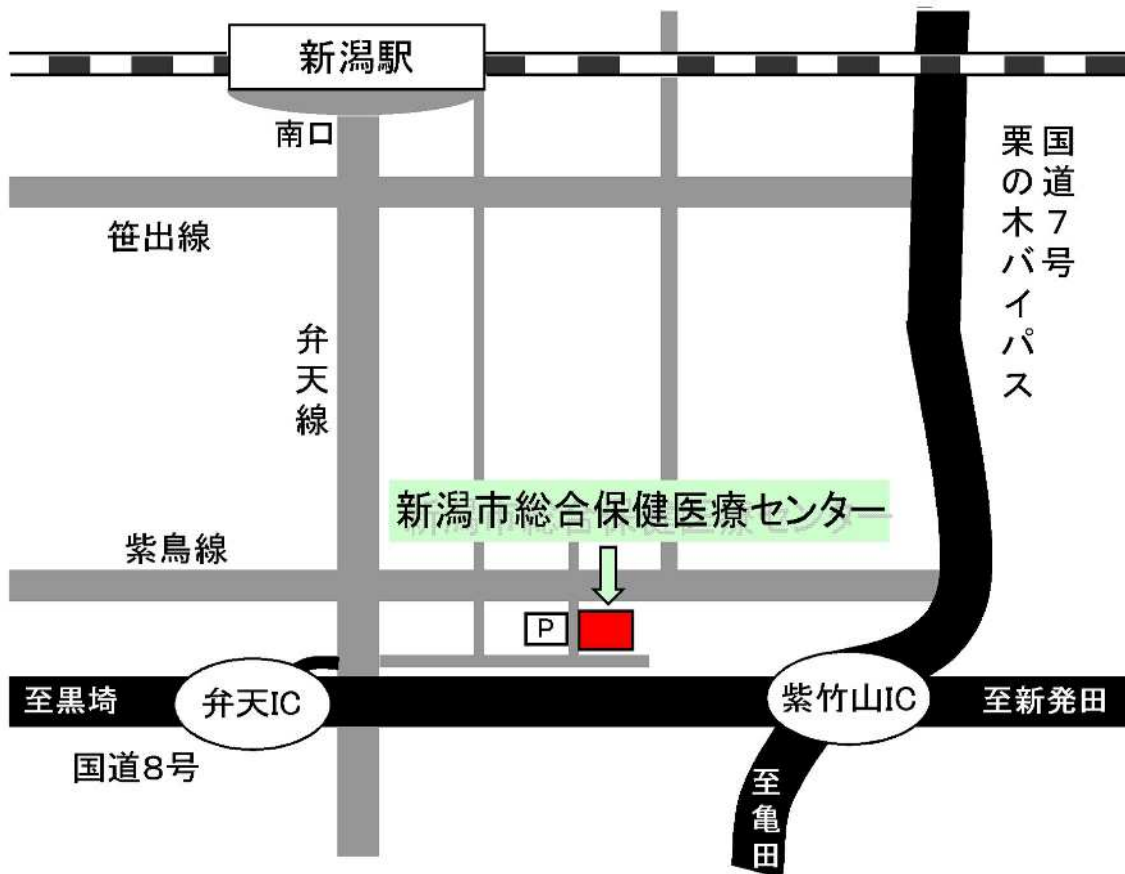 新潟駅
南口
笹出線
国道7号
栗の木バイパス
弁天線
新潟市総合保健医療センター
紫鳥線
P
至黒埼
弁天IC
紫竹山IC
至新発田
国道8号
至亀田